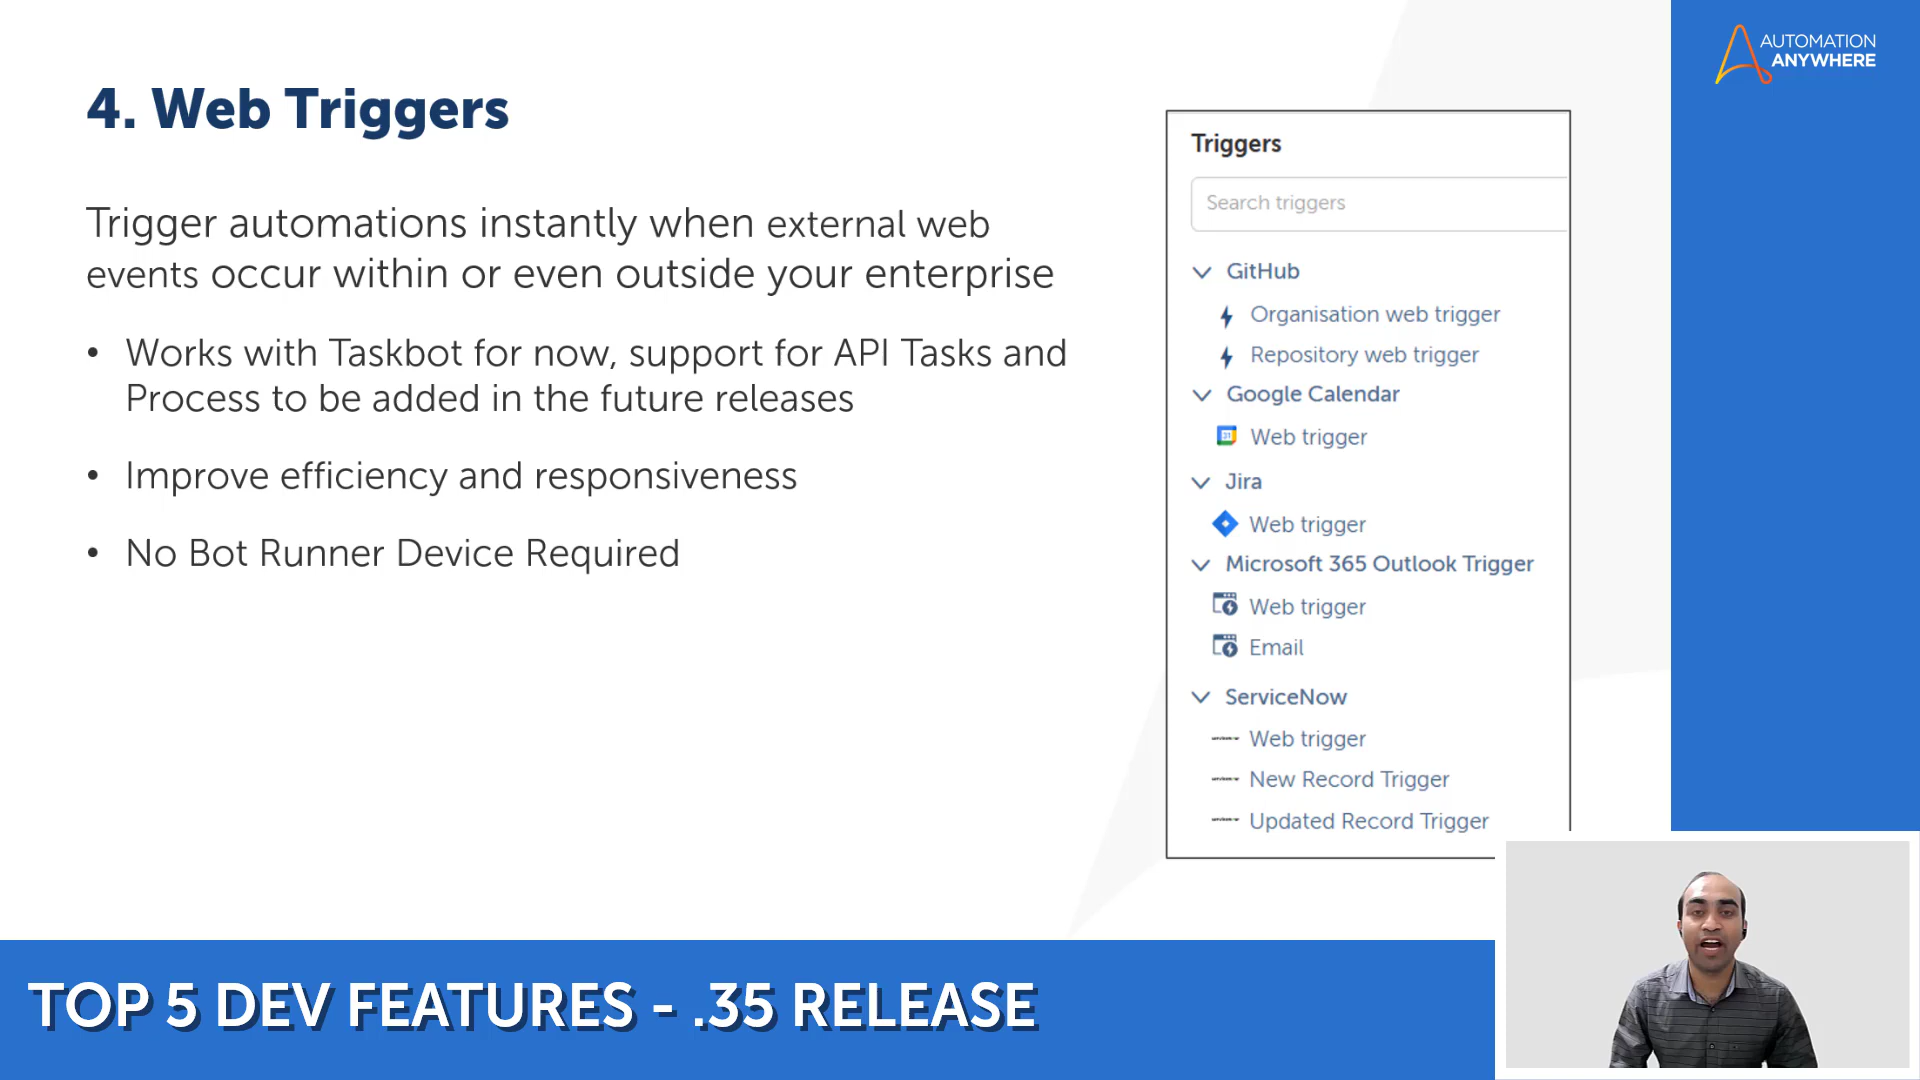 AUTOMATION
ANYWHERE
4. Web Triggers
Trigger automations instantly when external web
events occur within or even outside your enterprise
• Works with Taskbot for now, support for API Tasks and
Process to be added in the future releases
• Improve efficiency and responsiveness
• No Bot Runner Device Required
Triggers
Search triggers
GitHub
Organisation web trigger
Repository web trigger
Google Calendar
31
Web trigger
Jira
Web trigger
Microsoft 365 Outlook Trigger
Web trigger
Email
ServiceNow
Web trigger
New Record Trigger
Updated Record Trigger
TOP 5 DEV FEATURES - .35 RELEASE